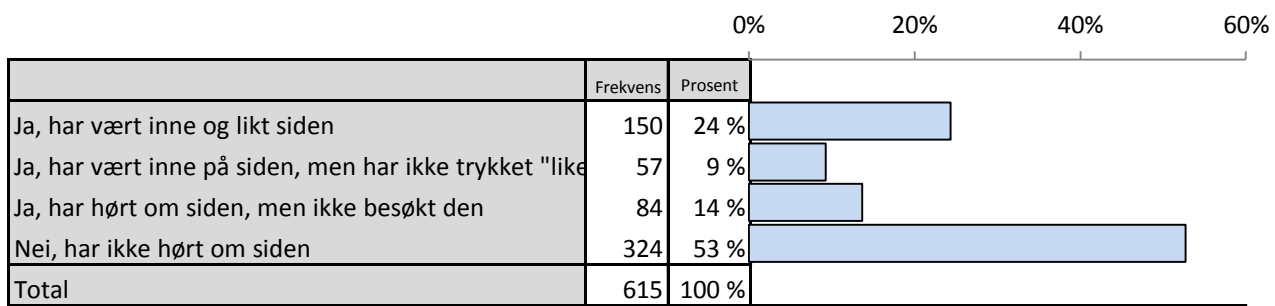 0% 20% 40% 60%
Frekvens Prosent
Ja, har vært inne og likt siden 150 24 %
Ja, har vært inne på siden, men har ikke trykket "like 57 9 %
Ja, har hørt om siden, men ikke besøkt den 84 14 %
Nei, har ikke hørt om siden 324 53 %
Total 615 100 %